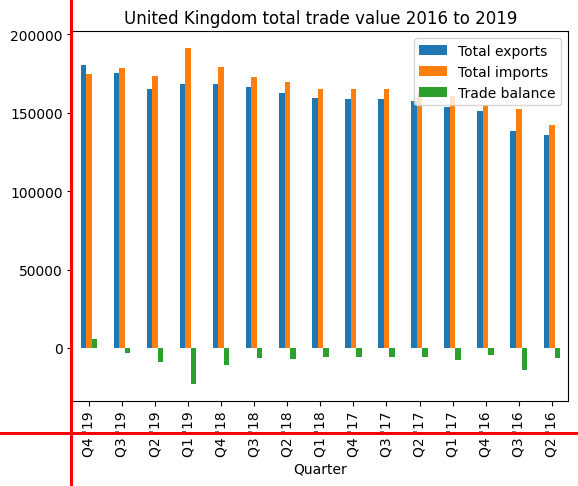 United Kingdom total trade value 2016 to 2019
Total exports
Total imports
Trade balance
200000
150000
100000
50000
0
Q4 '19
Q3 '19
Q2 '19
Q1 '19
Q4 '18
Q3 '18
Q2 '18
Q1 '18
Q4 '17
Q3 '17
Q2 '17
Q1 '17
Q4 '16
Q3 '16
Q2 '16
Quarter